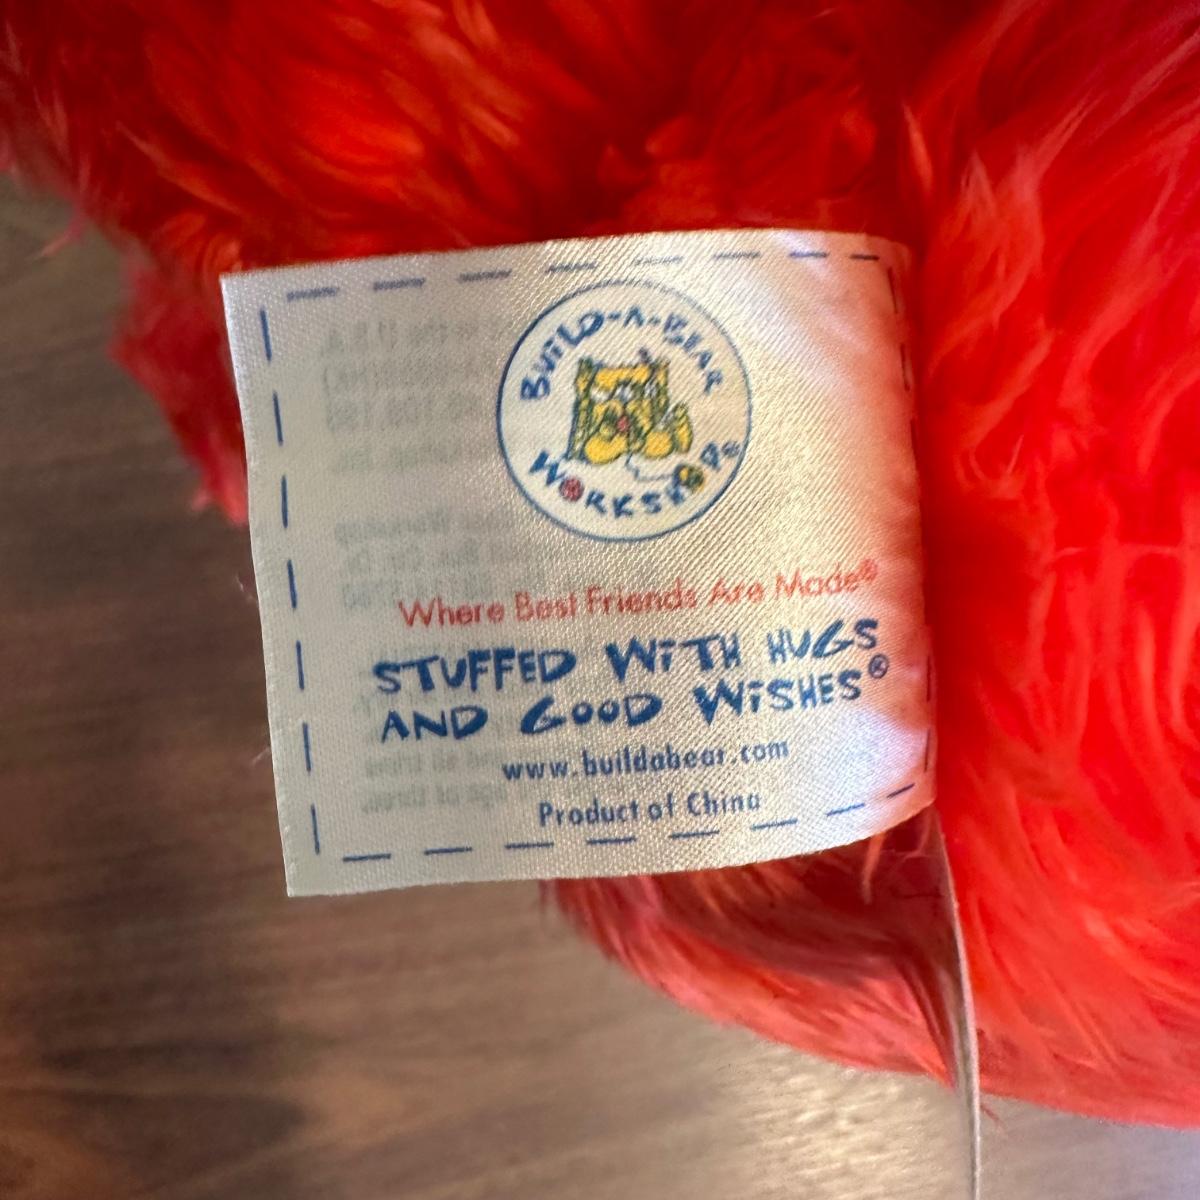 BUiLD-A-BEAR
WORKSHOP®
Where Best Friends Are Made®
STUFFED WiTH HUGS
AND GOOD WiSHES®
www.buildabear.com
Product of China